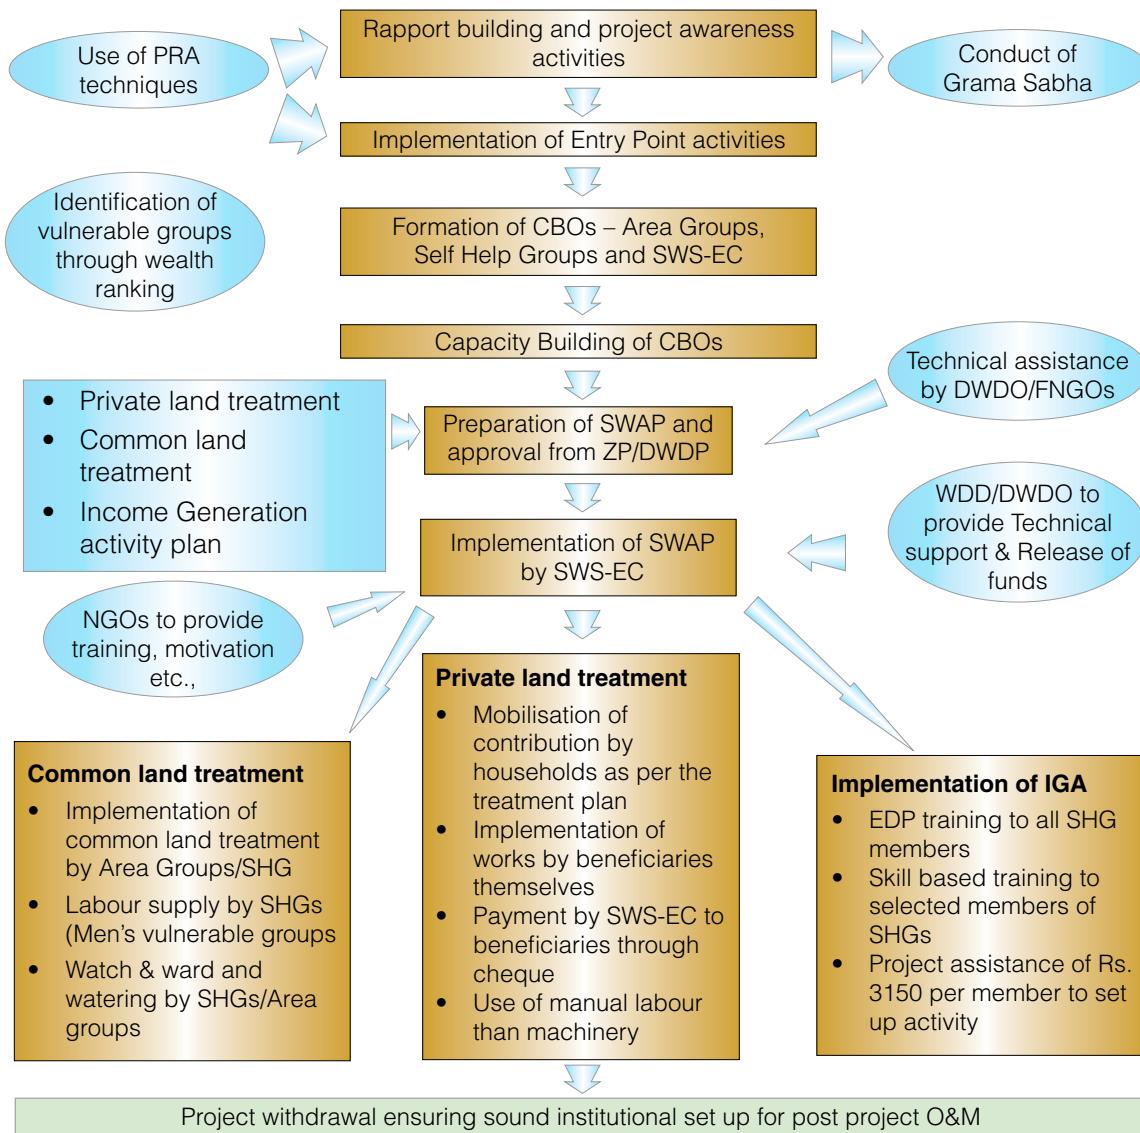 Use of PRA
techniques
Rapport building and project awareness
activities
Conduct of
Grama Sabha
Implementation of Entry Point activities
Identification of
vulnerable groups
through wealth
ranking
Formation of CBOs – Area Groups,
Self Help Groups and SWS-EC
Capacity Building of CBOs
Technical assistance
by DWDO/FNGOs
• Private land treatment
• Common land
treatment
• Income Generation
activity plan
Preparation of SWAP and
approval from ZP/DWDP
WDD/DWDO to
provide Technical
support & Release of
funds
Implementation of SWAP
by SWS-EC
NGOs to provide
training, motivation
etc.,
Common land treatment
• Implementation of
common land treatment
by Area Groups/SHG
• Labour supply by SHGs
(Men's vulnerable groups
• Watch & ward and
watering by SHGs/Area
groups
Private land treatment
• Mobilisation of
contribution by
households as per the
treatment plan
• Implementation of
works by beneficiaries
themselves
• Payment by SWS-EC to
beneficiaries through
cheque
• Use of manual labour
than machinery
Implementation of IGA
• EDP training to all SHG
members
• Skill based training to
selected members of
SHGs
• Project assistance of Rs.
3150 per member to set
up activity
Project withdrawal ensuring sound institutional set up for post project O&M